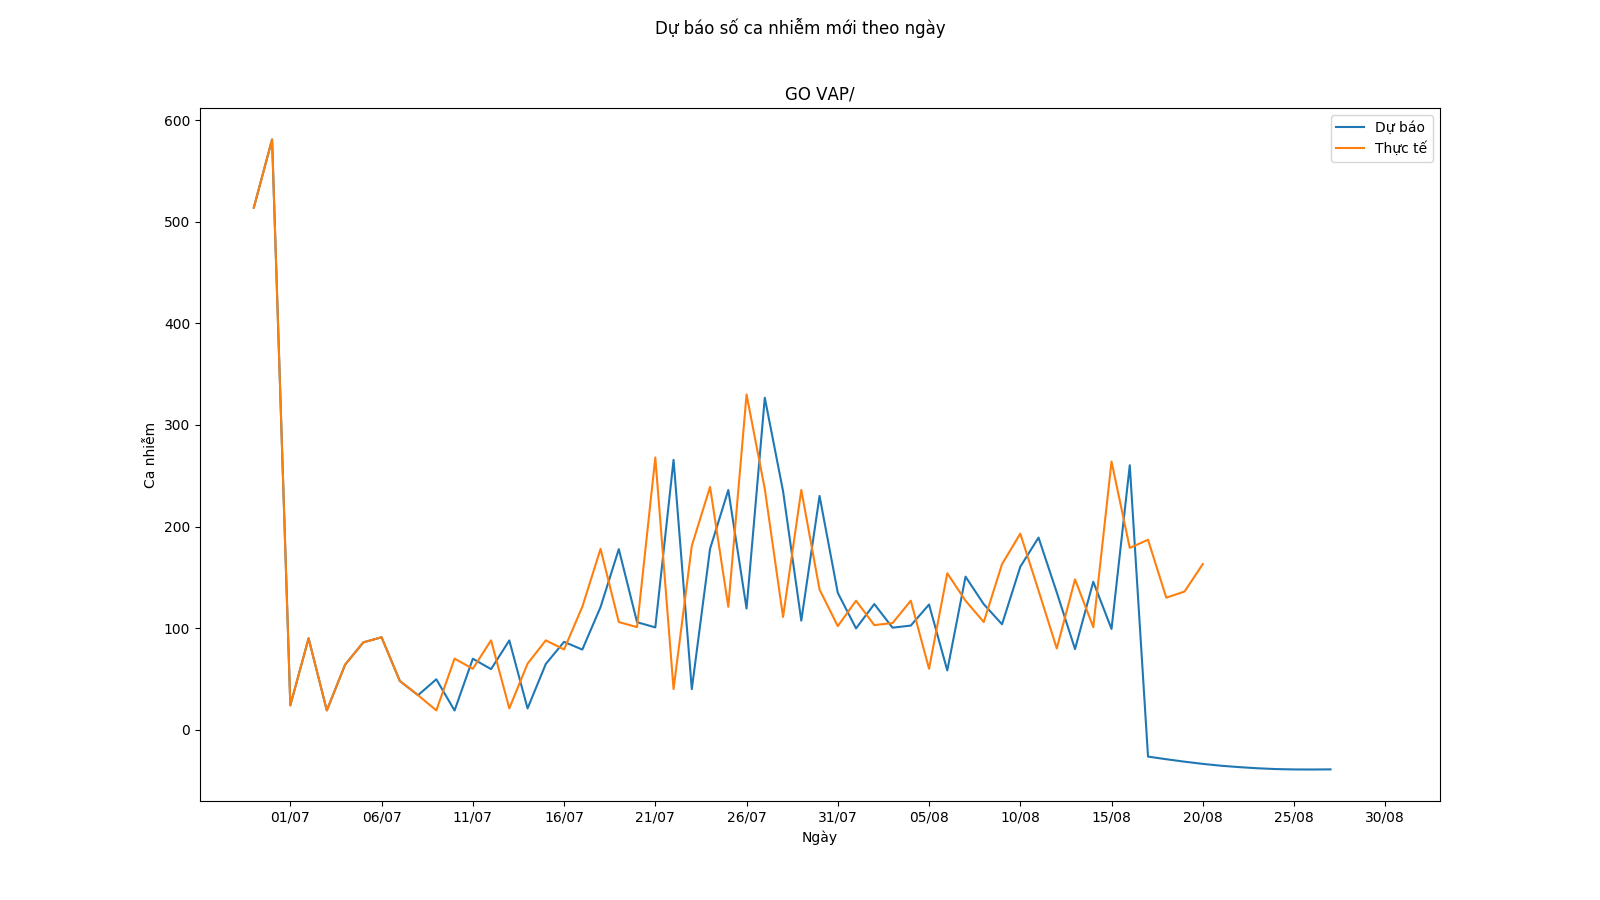 Dự báo số ca nhiễm mới theo ngày
GO VAP/
Dự báo
Thực tế
600
500
400
300
200
100
0
Ca nhiễm
01/07 06/07 11/07 16/07 21/07 26/07 31/07 05/08 10/08 15/08 20/08 25/08 30/08
Ngày